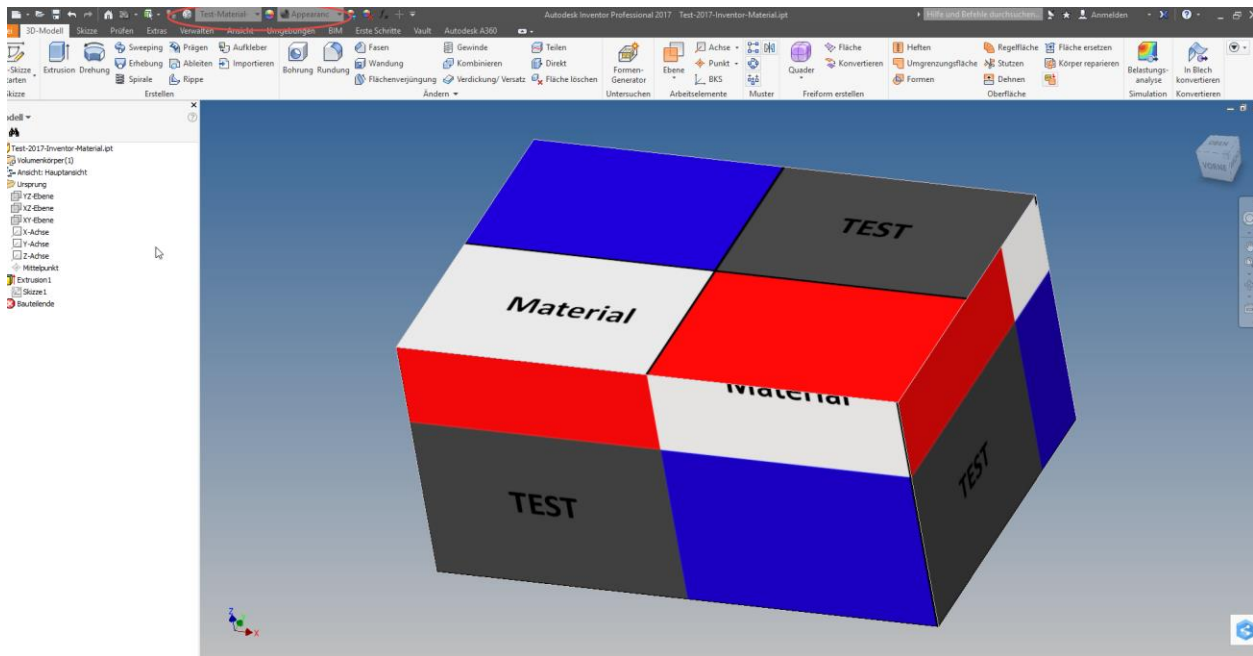 Test-Material
Appearanc
Autodesk Inventor Professional 2017 Test-2017-Inventor-Material.ipt
Hilfe und Befehle durchsuchen...
Anmelden
3D-Modell Skizze Prüfen Extras Verwalten Ansicht Umgebungen BIM Erste Schritte Vault Autodesk A360
Sweeping Prägen Aufkleber
Erhebung Ableiten Importieren
Spirale Rippe
Extrusion Drehung
Erstellen
Bohrung Rundung
Fasen Gewinde Teilen
Wandung Kombinieren Direkt
Flächenverjüngung Verdickung/ Versatz Fläche löschen
Ändern
Formen-
Generator
Untersuchen
Ebene
Achse
Punkt
BKS
Arbeitselemente
Muster
Quader
Fläche
Konvertieren
Freiform erstellen
Heften Regelfläche Fläche ersetzen
Umgrenzungsfläche Stutzen Körper reparieren
Formen Dehnen
Oberfläche
Belastungs-
analyse
Simulation
In Blech
konvertieren
Konvertieren
Test-2017-Inventor-Material.ipt
Volumenkörper(1)
Ansicht: Hauptansicht
Ursprung
YZ-Ebene
XZ-Ebene
XY-Ebene
X-Achse
Y-Achse
Z-Achse
Mittelpunkt
Extrusion1
Skizze1
Bauteilende
VORNE
TEST
Material
Material
TEST
TEST
Z
X